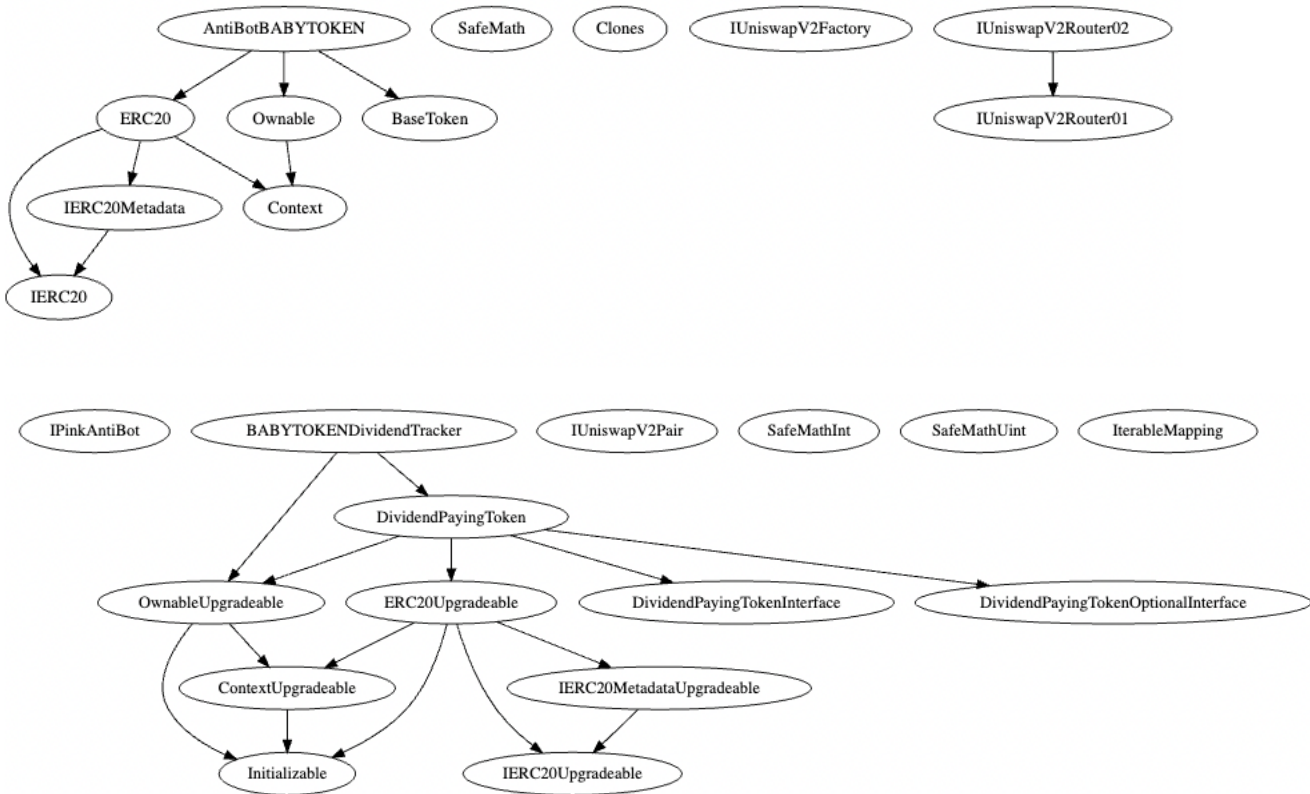 AntiBotBABYTOKEN
SafeMath
Clones
IUniswapV2Factory
IUniswapV2Router02
ERC20
Ownable
BaseToken
IUniswapV2Router01
IERC20Metadata
Context
IERC20
IPinkAntiBot
BABYTOKENDividendTracker
IUniswapV2Pair
SafeMathInt
SafeMathUint
IterableMapping
DividendPayingToken
OwnableUpgradeable
ERC20Upgradeable
DividendPayingTokenInterface
DividendPayingTokenOptionalInterface
ContextUpgradeable
IERC20MetadataUpgradeable
Initializable
IERC20Upgradeable